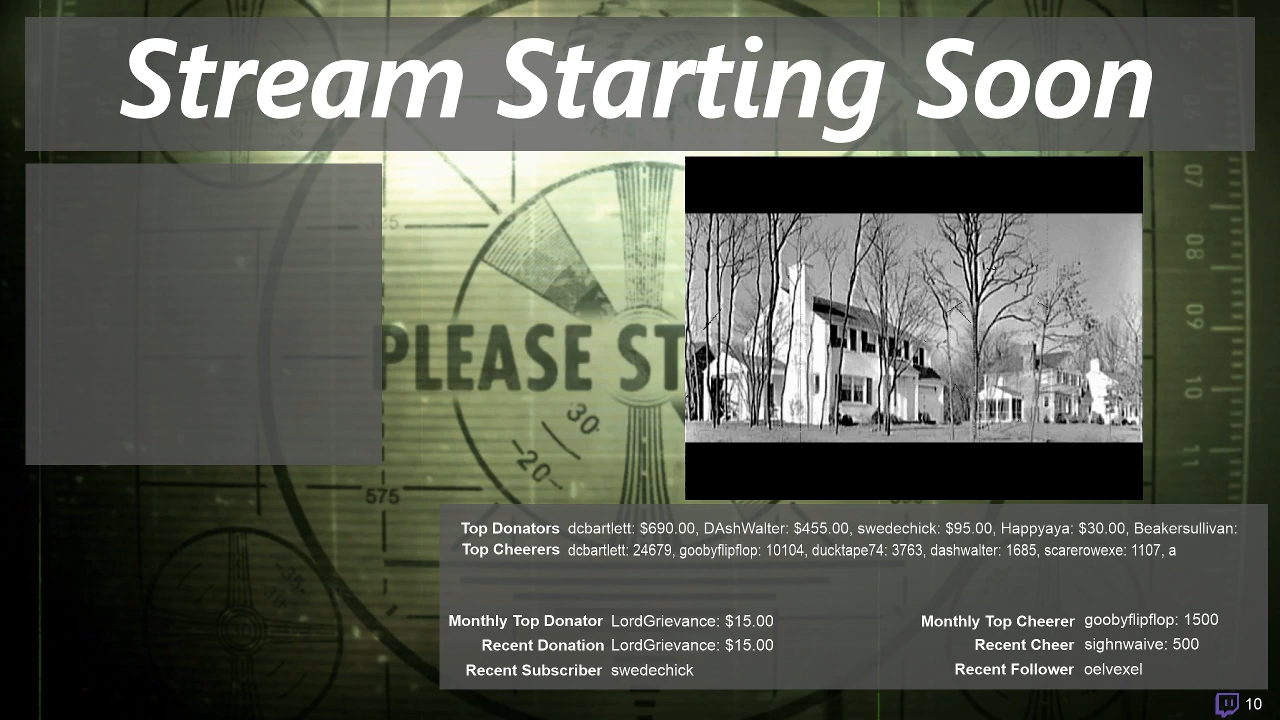 Stream Starting Soon
07
08
09
10
11
PLEASE ST
30
-20-
575
Top Donators dcbartlett: $690.00, DAshWalter: $455.00, swedechick: $95.00, Happyaya: $30.00, Beakersullivan:
Top Cheerers dcbartlett: 24679, goobyflipflop: 10104, ducktape74: 3763, dashwalter: 1685, scarerowexe: 1107, a
Monthly Top Donator LordGrievance: $15.00
Recent Donation LordGrievance: $15.00
Recent Subscriber swedechick
Monthly Top Cheerer goobyflipflop: 1500
Recent Cheer sighnwaive: 500
Recent Follower oelvexel
10